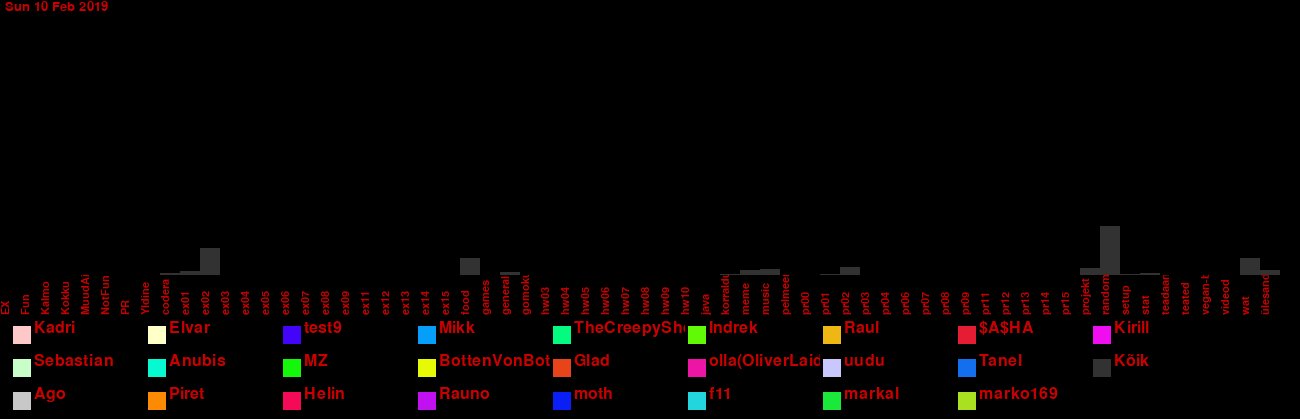 Sun 10 Feb 2019
EX Fun Kalmo Kokku MuudAi NotFun PR Yldine codera ex01 ex02 ex03 ex04 ex05 ex06 ex07 ex08 ex09 ex11 ex12 ex13 ex14 ex15 food games general gomoku hw03 hw04 hw05 hw06 hw07 hw08 hw09 hw10 java korraldu meme music pelmee pr00 pr01 pr02 pr03 pr04 pr06 pr07 pr08 pr09 pr11 pr12 pr13 pr14 pr15 projekt random setup stat teadaan teated vegan-t videod wat ülesand
Kadri Elvar test9 Mikk TheCreepyShe Indrek Raul $A$HA Kirill
Sebastian Anubis MZ BottenVonBot Glad olla(OliverLaid uudu Tanel Kõik
Ago Piret Helin Rauno moth f11 markal marko169